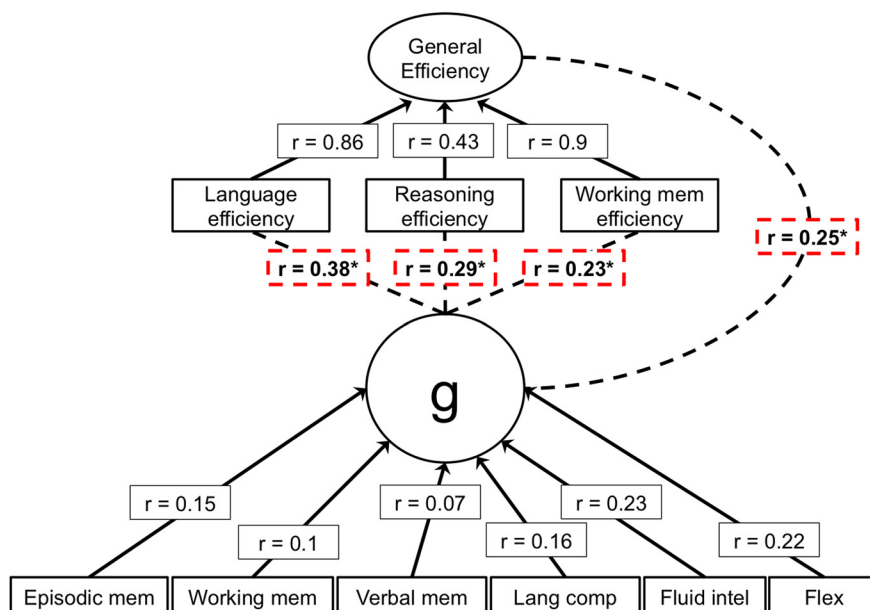 General
Efficiency
r = 0.86
r = 0.43
r = 0.9
Language
efficiency
Reasoning
efficiency
Working mem
efficiency
r = 0.38*
r = 0.29*
r = 0.23*
r = 0.25*
g
r = 0.15
r = 0.1
r = 0.07
r = 0.16
r = 0.23
r = 0.22
Episodic mem
Working mem
Verbal mem
Lang comp
Fluid intel
Flex